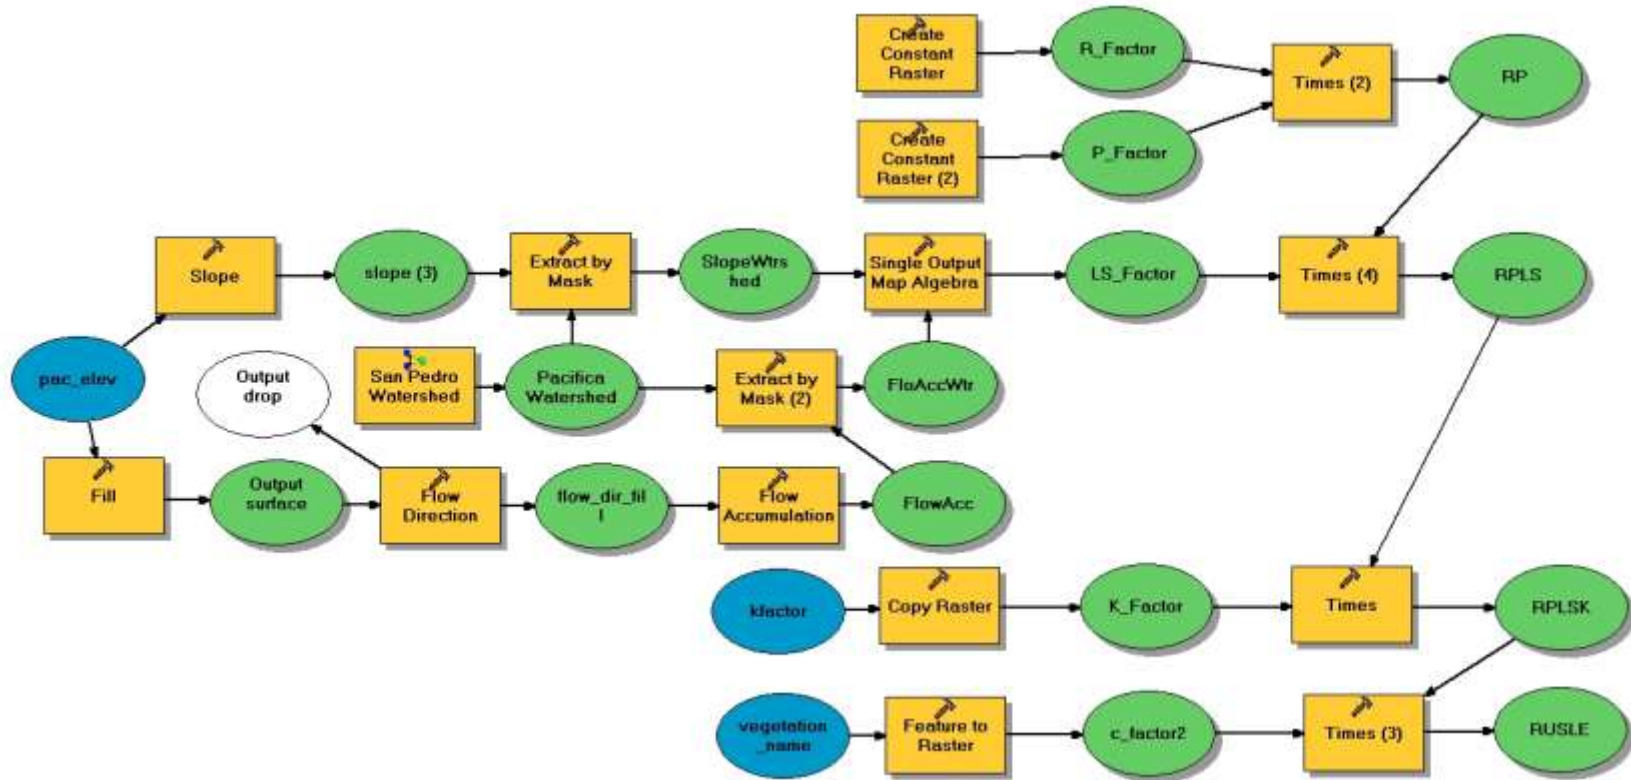 Create
Constant
Raster
R_Factor
Times (2)
RP
Create
Constant
Raster (2)
P_Factor
Slope
slope (3)
Extract by
Mask
SlopeWtrs
hed
Single Output
Map Algebra
LS_Factor
Times (4)
RPLS
pac_elev
Output
drop
San Pedro
Watershed
Pacifica
Watershed
Extract by
Mask (2)
FloAccWtr
Fill
Output
surface
Flow
Direction
flow_dir_fil
l
Flow
Accumulation
FlowAcc
kfactor
Copy Raster
K_Factor
Times
RPLSK
vegetation
_name
Feature to
Raster
c_factor2
Times (3)
RUSLE